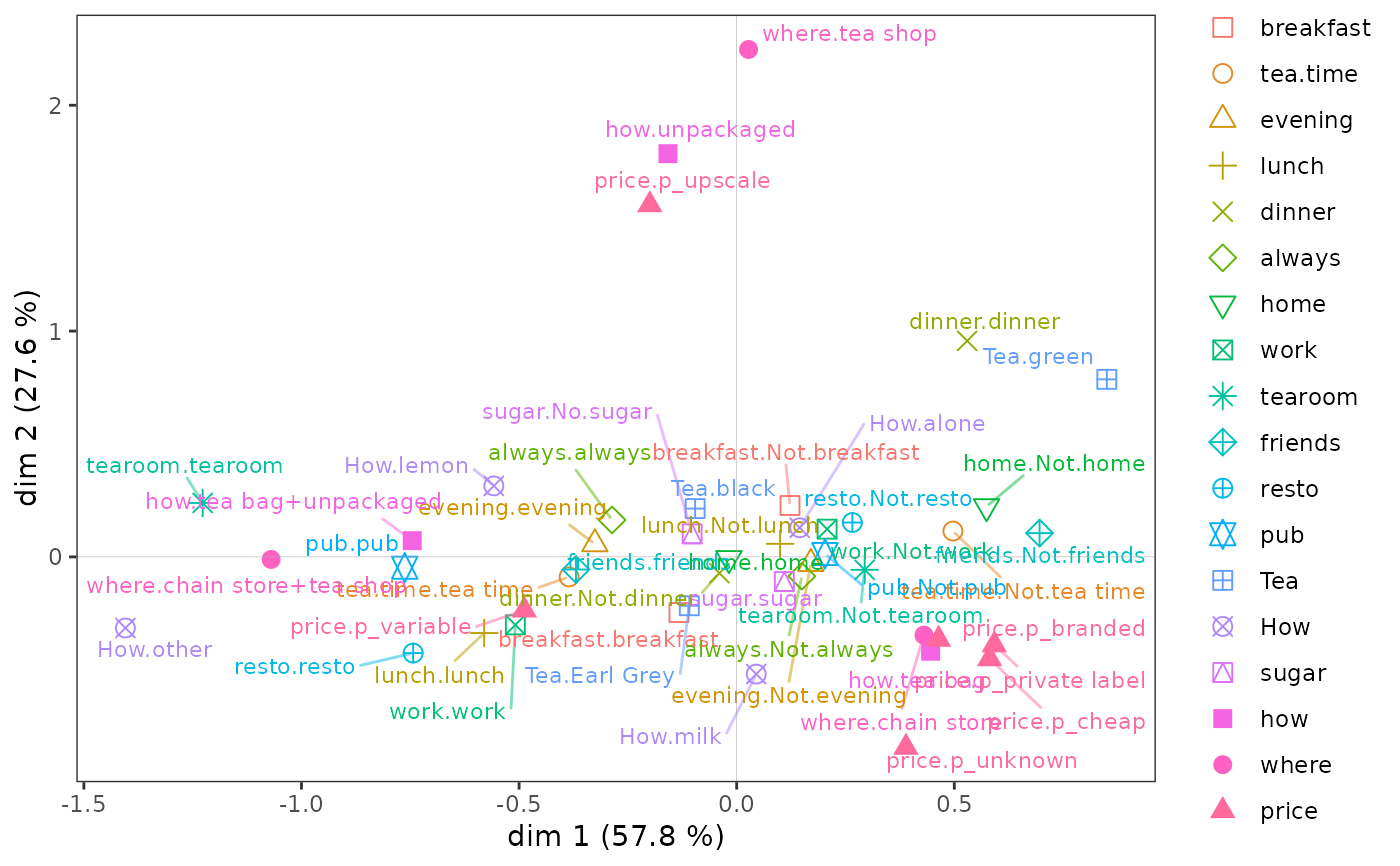 where.tea shop
how.unpackaged
price.p_upscale
dinner.dinner
Tea.green
sugar.No.sugar
How.alone
always.always
breakfast.Not.breakfast
tearoom.tearoom
How.lemon
home.Not.home
Tea.black
how.tea bag+unpackaged
evening.evening
resto.Not.resto
lunch.Not.lunch
pub.pub
work.Not.work
friends.Not.friends
friends.friends
home.home
where.chain store+tea shop
tea.time.tea time
pub.Not.pub
tea.time.Not.tea time
dinner.Not.dinner
sugar.sugar
tearoom.Not.tearoom
price.p_variable
price.p_branded
breakfast.breakfast
How.other
always.Not.always
resto.resto
lunch.lunch
Tea.Earl Grey
how.tea bag
price.p_private label
evening.Not.evening
work.work
where.chain store
price.p_cheap
How.milk
price.p_unknown
2
1
0
-1.5
-1.0
-0.5
0.0
0.5
dim 1 (57.8 %)
dim 2 (27.6 %)
breakfast
tea.time
evening
lunch
dinner
always
home
work
tearoom
friends
resto
pub
Tea
How
sugar
how
where
price